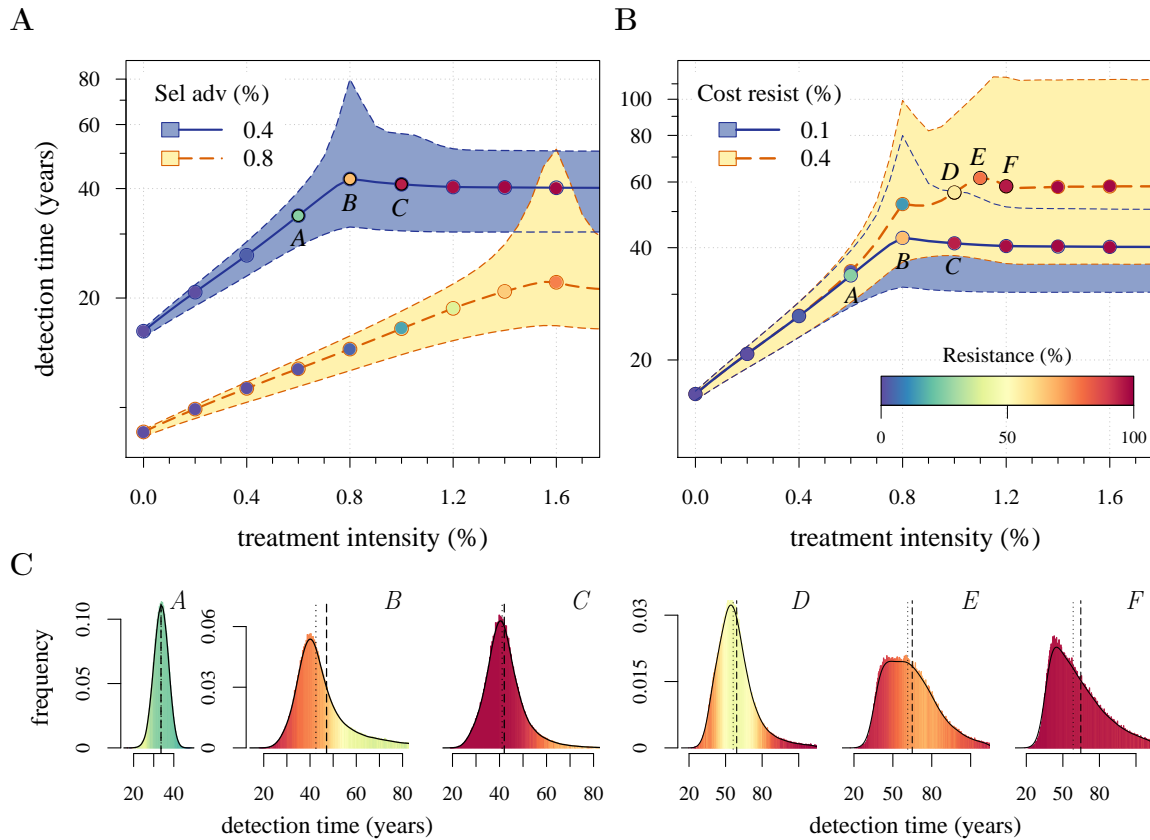 A
B
Sel adv (%)
0.4
0.8
80
60
40
20
detection time (years)
A
B
C
0.0 0.4 0.8 1.2 1.6
treatment intensity (%)
Cost resist (%)
0.1
0.4
100
80
60
40
20
A
B
C
D
E
F
Resistance (%)
0 50 100
0.0 0.4 0.8 1.2 1.6
treatment intensity (%)
C
frequency
0 0.05 0.10
A
20 40
0 0.03 0.06
B
20 40 60 80
C
20 40 60 80
detection time (years)
0 0.015 0.03
D
20 50 80
E
20 50 80
F
20 50 80
detection time (years)